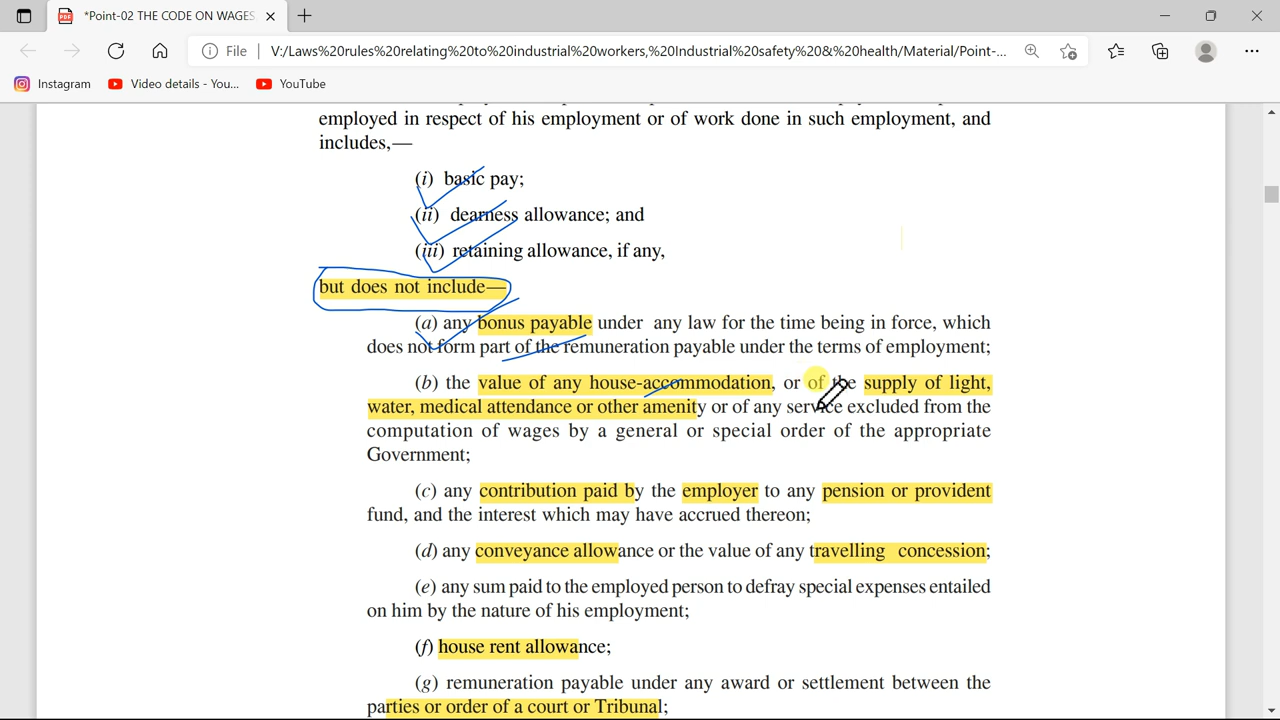 *Point-02 THE CODE ON WAGES,
File V:/Laws%20rules%20relating%20to%20industrial%20workers,%20Industrial%20safety%20&%20health/Material/Point-...
Instagram Video details - You... YouTube
employed in respect of his employment or of work done in such employment, and
includes,—
(i) basic pay;
(ii) dearness allowance; and
(iii) retaining allowance, if any,
but does not include—
(a) any bonus payable under any law for the time being in force, which
does not form part of the remuneration payable under the terms of employment;
(b) the value of any house-accommodation, or of the supply of light,
water, medical attendance or other amenity or of any service excluded from the
computation of wages by a general or special order of the appropriate
Government;
(c) any contribution paid by the employer to any pension or provident
fund, and the interest which may have accrued thereon;
(d) any conveyance allowance or the value of any travelling concession;
(e) any sum paid to the employed person to defray special expenses entailed
on him by the nature of his employment;
(f) house rent allowance;
(g) remuneration payable under any award or settlement between the
parties or order of a court or Tribunal;